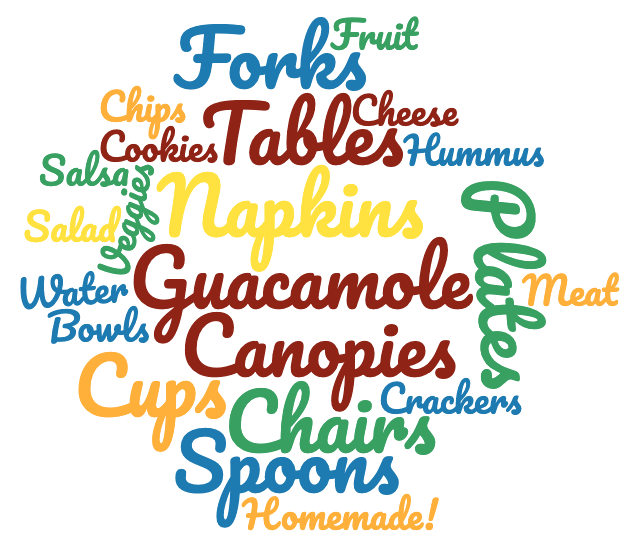 Forks
Fruit
Chips
Tables
Cheese
Cookies
Hummus
Salsa
Veggies
Napkins
Salad
Plates
Guacamole
Water
Meat
Bowls
Canopies
Cups
Crackers
Chairs
Spoons
Homemade!